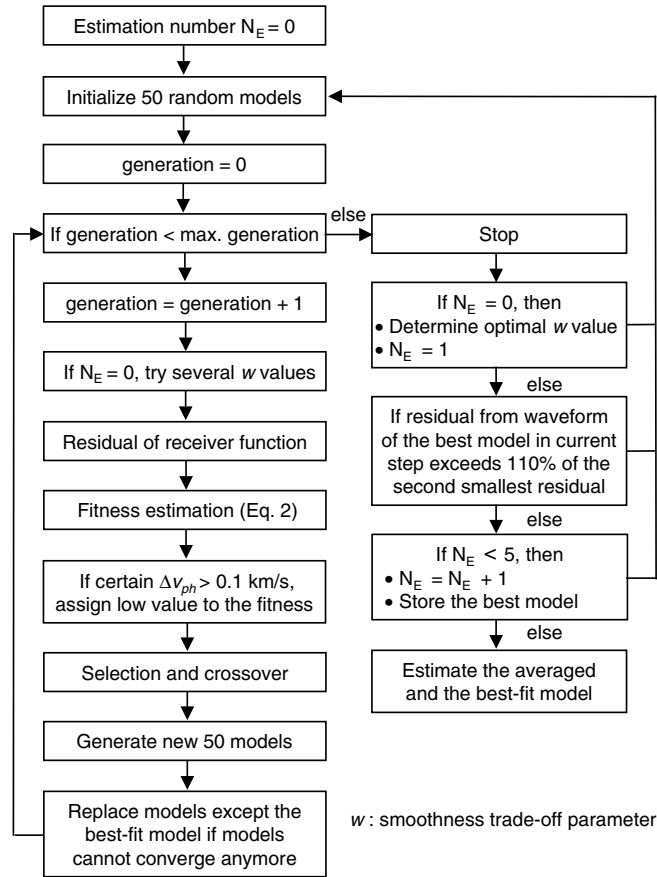 Estimation number N_E = 0
Initialize 50 random models
generation = 0
If generation < max. generation
generation = generation + 1
If N_E = 0, try several w values
Residual of receiver function
Fitness estimation (Eq. 2)
If certain Δv_ph > 0.1 km/s,
assign low value to the fitness
Selection and crossover
Generate new 50 models
Replace models except the
best-fit model if models
cannot converge anymore
else
Stop
If N_E = 0, then
• Determine optimal w value
• N_E = 1
else
If residual from waveform
of the best model in current
step exceeds 110% of the
second smallest residual
else
If N_E < 5, then
• N_E = N_E + 1
• Store the best model
else
Estimate the averaged
and the best-fit model
w : smoothness trade-off parameter